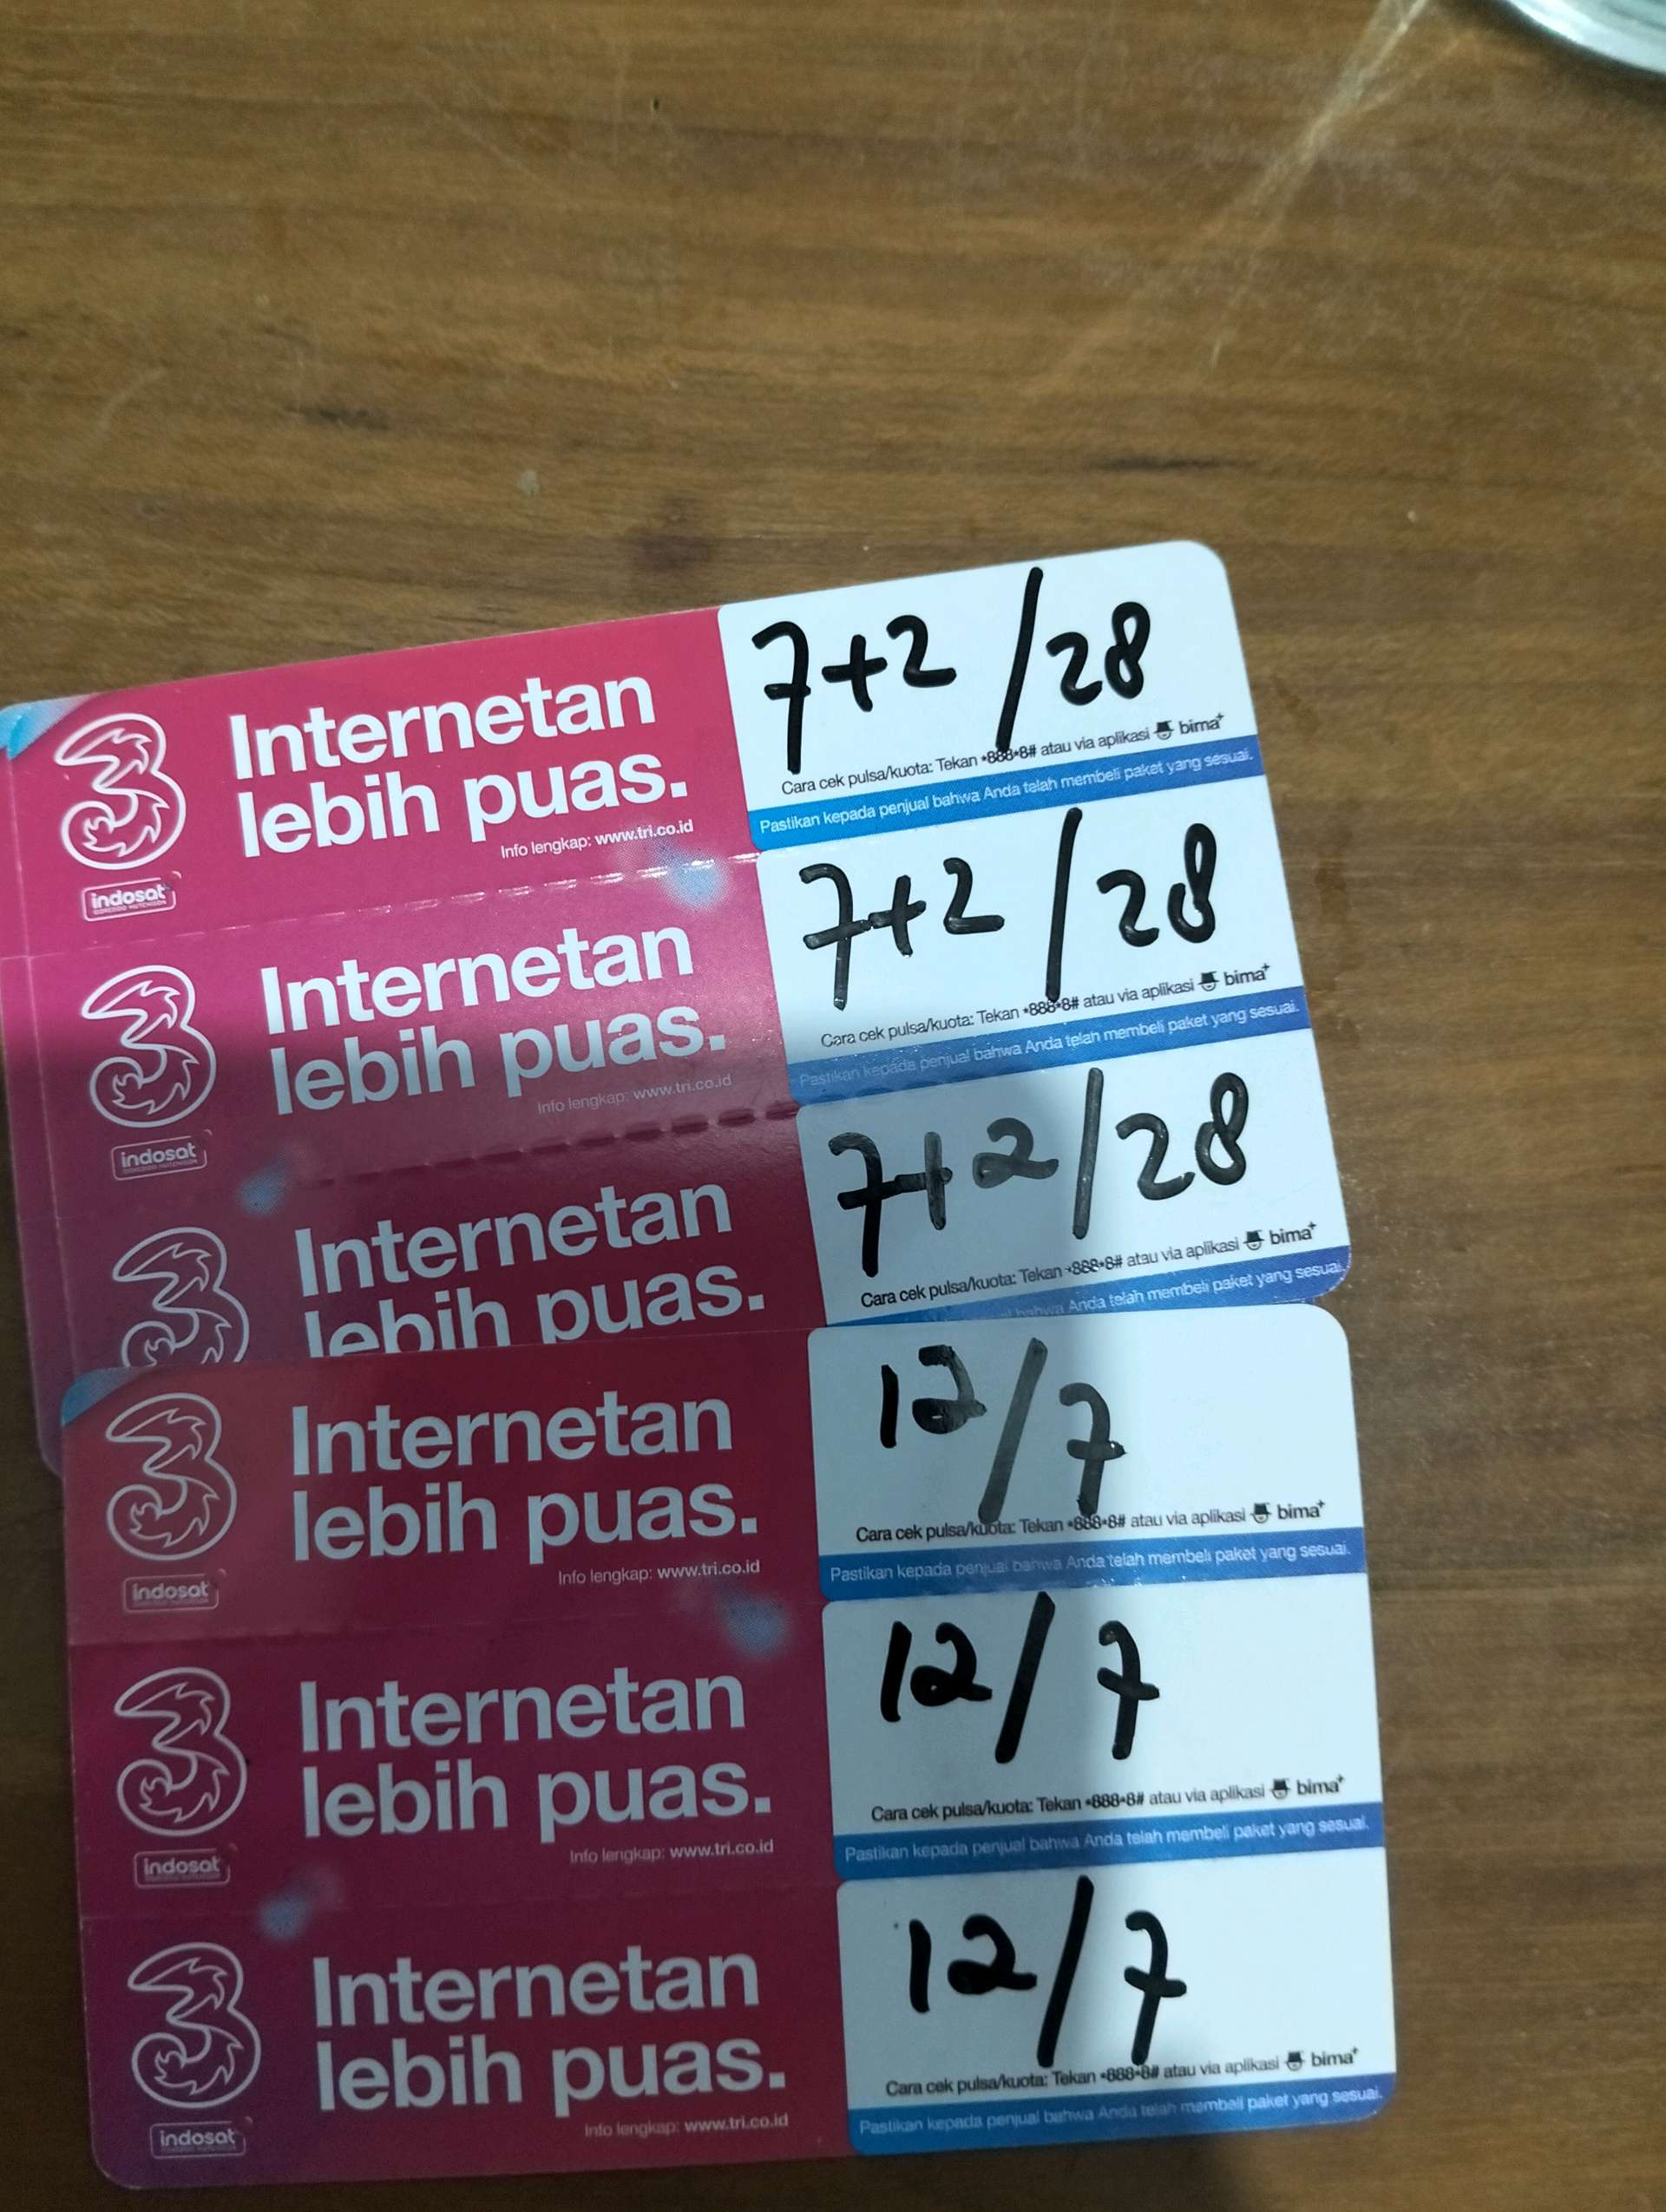 7+2 / 28
3 Internetan
lebih puas.
Cara cek pulsa/kuota: Tekan *888*8# atau via aplikasi bima+
Pastikan kepada penjual bahwa Anda telah membeli paket yang sesuai.
Info lengkap: www.tri.co.id
indosat
7+2 / 28
3 Internetan
lebih puas.
Cara cek pulsa/kuota: Tekan *888*8# atau via aplikasi bima+
Pastikan kepada penjual bahwa Anda telah membeli paket yang sesuai.
Info lengkap: www.tri.co.id
indosat
7+2 / 28
3 Internetan
lebih puas.
Cara cek pulsa/kuota: Tekan *888*8# atau via aplikasi bima+
bahwa Anda telah membeli paket yang sesuai
12 / 7
3 Internetan
lebih puas.
Cara cek pulsa/kuota: Tekan *888*8# atau via aplikasi bima+
Pastikan kepada penjual bahwa Anda telah membeli paket yang sesuai.
Info lengkap: www.tri.co.id
indosat
12 / 7
3 Internetan
lebih puas.
Cara cek pulsa/kuota: Tekan *888*8# atau via aplikasi bima+
Pastikan kepada penjual bahwa Anda telah membeli paket yang sesuai.
Info lengkap: www.tri.co.id
indosat
12 / 7
3 Internetan
lebih puas.
Cara cek pulsa/kuota: Tekan *888*8# atau via aplikasi bima+
Pastikan kepada penjual bahwa Anda telah membeli paket yang sesuai.
Info lengkap: www.tri.co.id
indosat